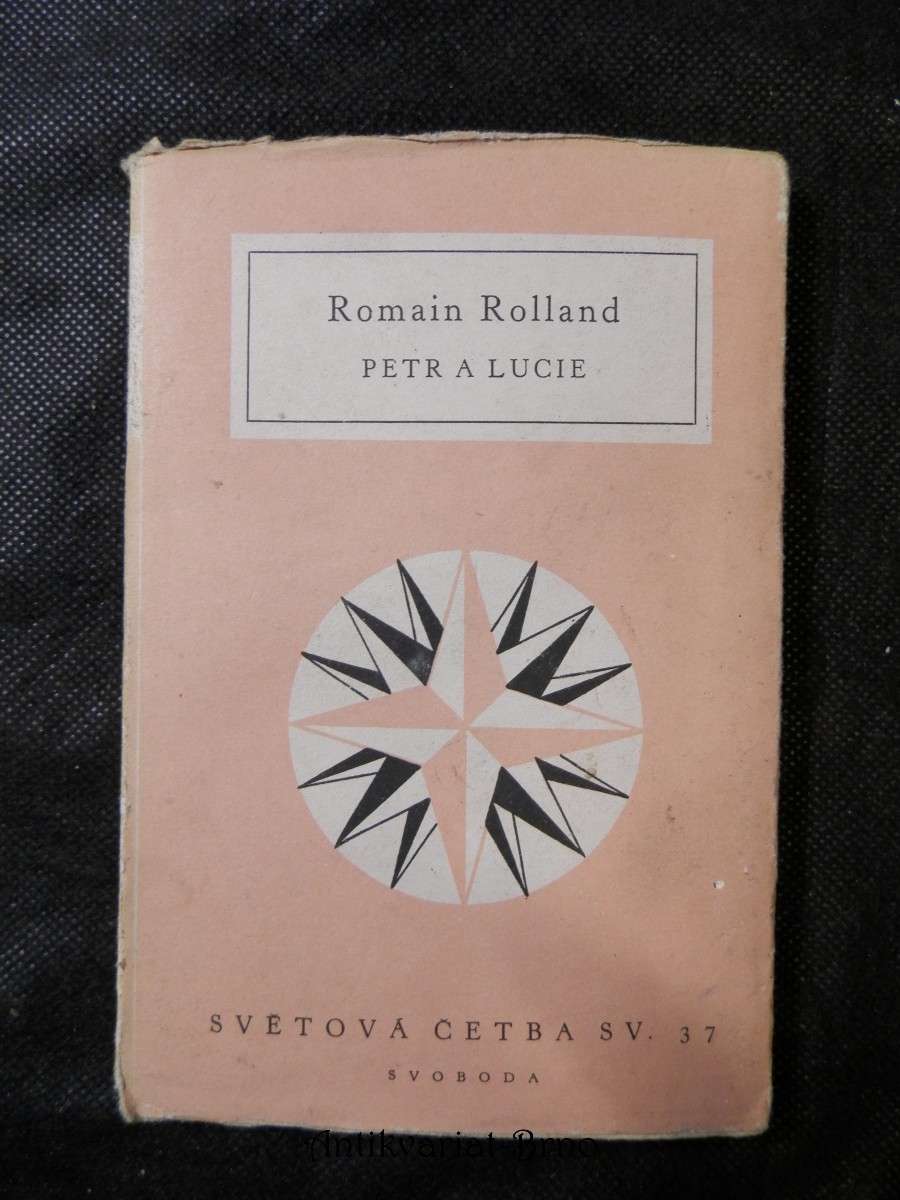 Romain Rolland
PETR A LUCIE
SVĚTOVÁ ČETBA SV. 37
SVOBODA
Antikvariat-Brno